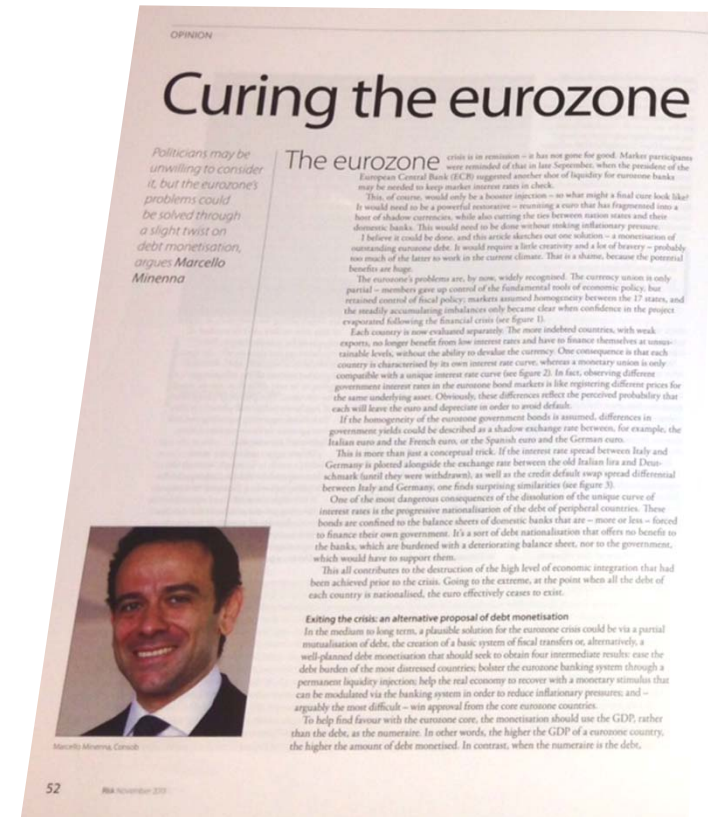 OPINION
Curing the eurozone
Politicians may be
unwilling to consider
it, but the eurozone's
problems could
be solved through
a slight twist on
debt monetisation,
argues Marcello
Minenna
The eurozone crisis is in remission – it has not gone for good. Market participants
were reminded of that in late September, when the president of the
European Central Bank (ECB) suggested another shot of liquidity for eurozone banks
may be needed to keep market interest rates in check.
This, of course, would only be a booster injection – so what might a final cure look like?
It would need to be a powerful restorative – reuniting a euro that has fragmented into a
host of shadow currencies, while also cutting the ties between nation states and their
domestic banks. This would need to be done without stoking inflationary pressure.
I believe it could be done, and this article sketches out one solution – a monetisation of
outstanding eurozone debt. It would require a little creativity and a lot of bravery – probably
too much of the latter to work in the current climate. That is a shame, because the potential
benefits are huge.
The eurozone's problems are, by now, widely recognised. The currency union is only
partial – members gave up control of the fundamental tools of economic policy, but
retained control of fiscal policy; markets assumed homogeneity between the 17 states, and
the steadily accumulating imbalances only became clear when confidence in the project
evaporated following the financial crisis (see figure 1).
Each country is now evaluated separately. The more indebted countries, with weak
exports, no longer benefit from low interest rates and have to finance themselves at unsus-
tainable levels, without the ability to devalue the currency. One consequence is that each
country is characterised by its own interest rate curve, whereas a monetary union is only
compatible with a unique interest rate curve (see figure 2). In fact, observing different
government interest rates in the eurozone bond markets is like registering different prices for
the same underlying asset. Obviously, these differences reflect the perceived probability that
each will leave the euro and depreciate in order to avoid default.
If the homogeneity of the eurozone government bonds is assumed, differences in
government yields could be described as a shadow exchange rate between, for example, the
Italian euro and the French euro, or the Spanish euro and the German euro.
This is more than just a conceptual trick. If the interest rate spread between Italy and
Germany is plotted alongside the exchange rate between the old Italian lira and Deut-
schmark (until they were withdrawn), as well as the credit default swap spread differential
between Italy and Germany, one finds surprising similarities (see figure 3).
One of the most dangerous consequences of the dissolution of the unique curve of
interest rates is the progressive nationalisation of the debt of peripheral countries. These
bonds are confined to the balance sheets of domestic banks that are – more or less – forced
to finance their own government. It's a sort of debt nationalisation that offers no benefit to
the banks, which are burdened with a deteriorating balance sheet, nor to the government,
which would have to support them.
This all contributes to the destruction of the high level of economic integration that had
been achieved prior to the crisis. Going to the extreme, at the point when all the debt of
each country is nationalised, the euro effectively ceases to exist.
Exiting the crisis: an alternative proposal of debt monetisation
In the medium to long term, a plausible solution for the eurozone crisis could be via a partial
mutualisation of debt, the creation of a basic system of fiscal transfers or, alternatively, a
well-planned debt monetisation that should seek to obtain four intermediate results: ease the
debt burden of the most distressed countries; bolster the eurozone banking system through a
permanent liquidity injection; help the real economy to recover with a monetary stimulus that
can be modulated via the banking system in order to reduce inflationary pressures; and –
arguably the most difficult – win approval from the core eurozone countries.
To help find favour with the eurozone core, the monetisation should use the GDP, rather
than the debt, as the numeraire. In other words, the higher the GDP of a eurozone country,
the higher the amount of debt monetised. In contrast, when the numeraire is the debt,
Marcello Minenna, Consob
52
Risk November